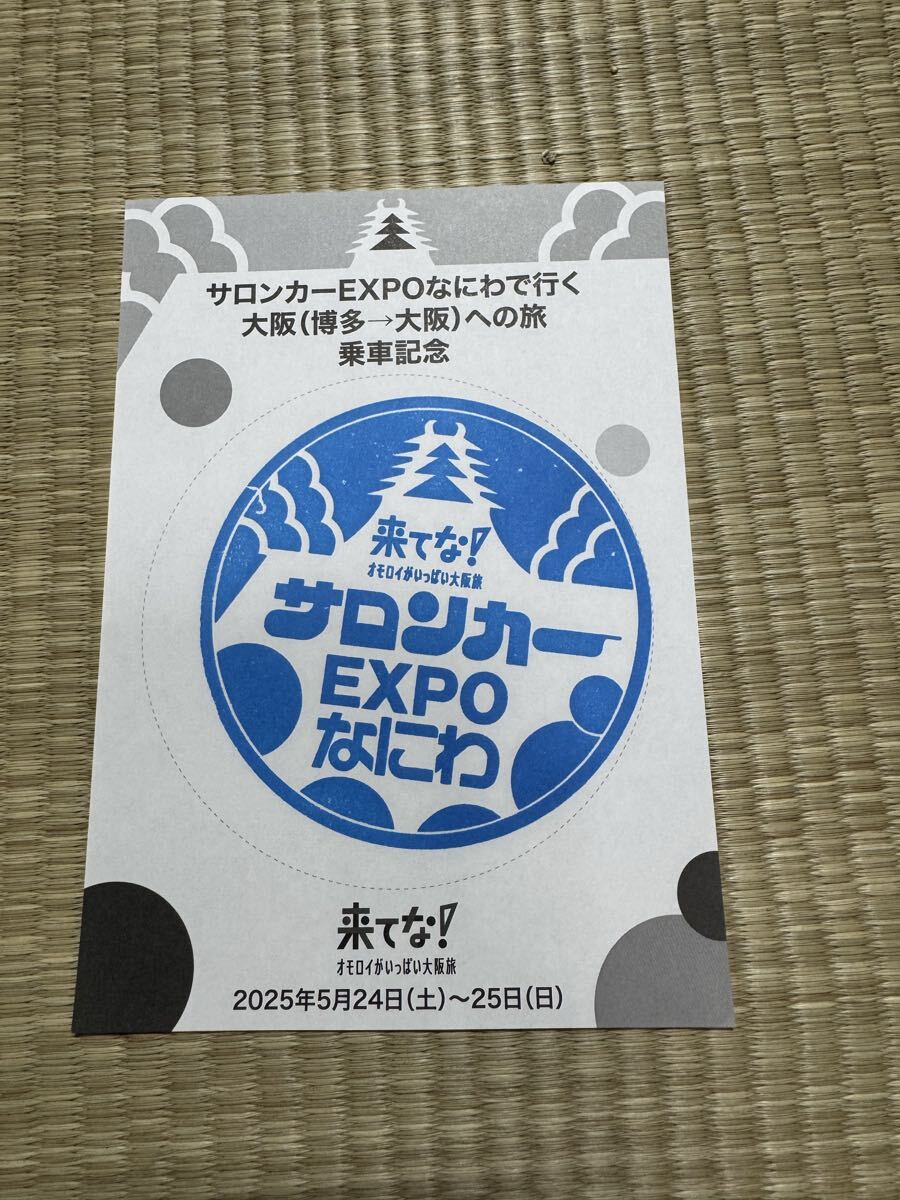 サロンカーEXPOなにわで行く
大阪（博多→大阪）への旅
乗車記念
来てな！
オモロイがいっぱい大阪旅
サロンカー
EXPO
なにわ
来てな！
オモロイがいっぱい大阪旅
2025年5月24日（土）～25日（日）